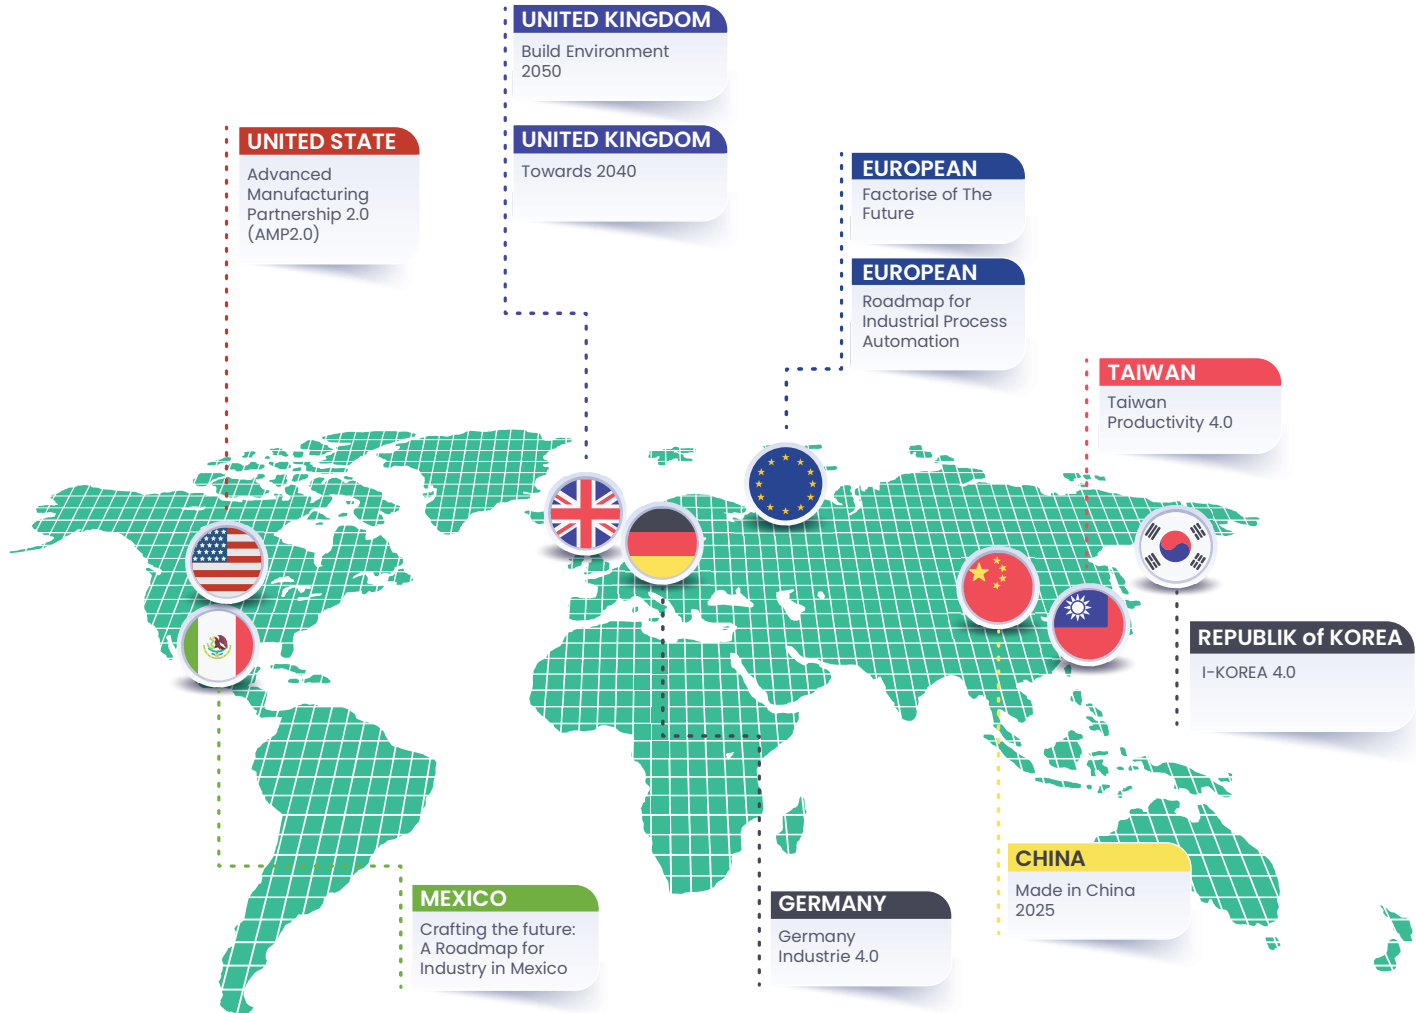 UNITED KINGDOM
Build Environment
2050
UNITED KINGDOM
Towards 2040
UNITED STATE
Advanced
Manufacturing
Partnership 2.0
(AMP2.0)
EUROPEAN
Factorise of The
Future
EUROPEAN
Roadmap for
Industrial Process
Automation
TAIWAN
Taiwan
Productivity 4.0
REPUBLIK of KOREA
I-KOREA 4.0
CHINA
Made in China
2025
MEXICO
Crafting the future:
A Roadmap for
Industry in Mexico
GERMANY
Germany
Industrie 4.0